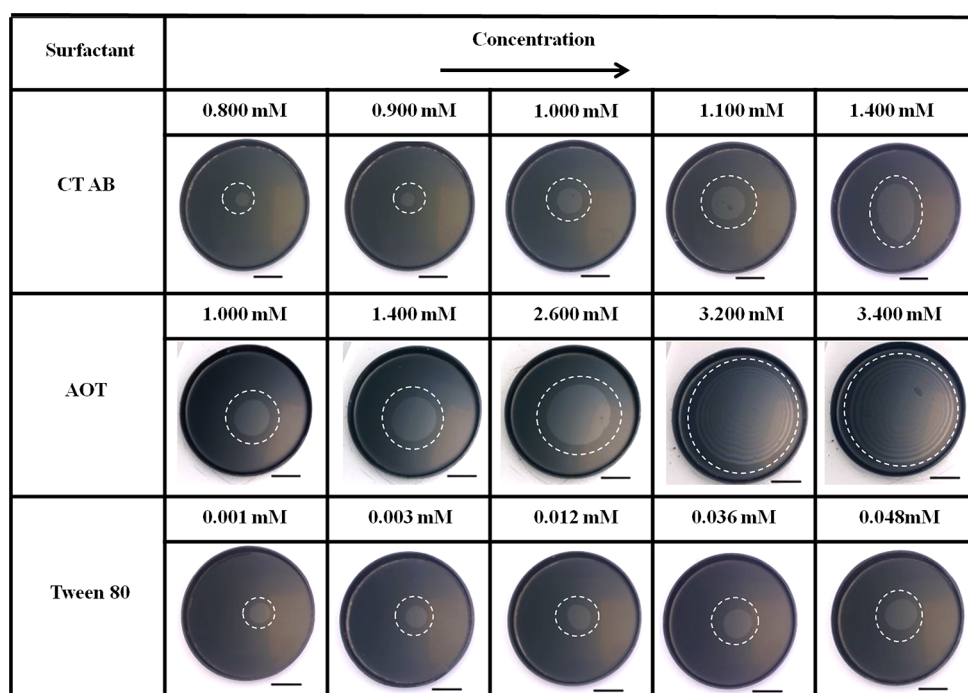 Surfactant
Concentration
0.800 mM 0.900 mM 1.000 mM 1.100 mM 1.400 mM
CT AB
1.000 mM 1.400 mM 2.600 mM 3.200 mM 3.400 mM
AOT
0.001 mM 0.003 mM 0.012 mM 0.036 mM 0.048mM
Tween 80